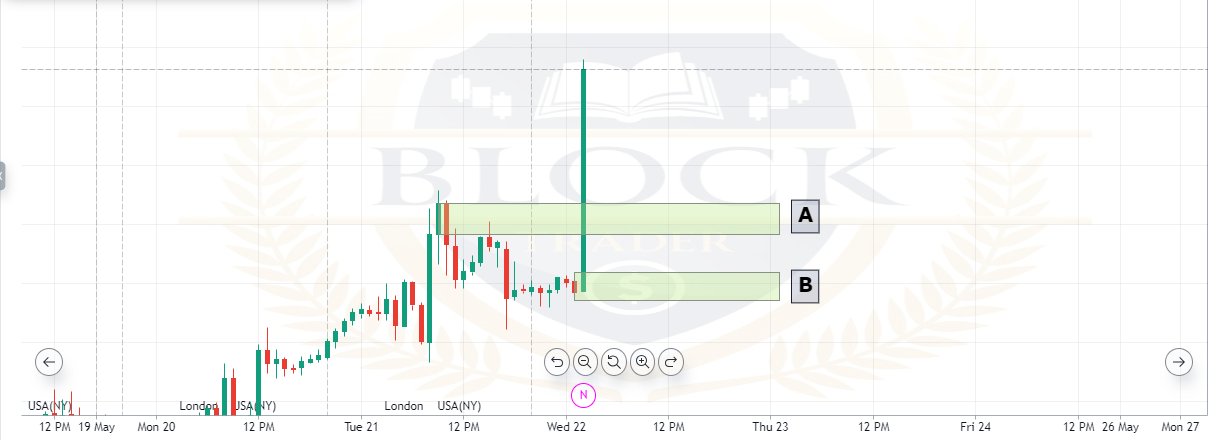 BLOCK
A
TRADER
B
$
N
USA(NY) London USA(NY) London USA(NY)
12 PM 19 May Mon 20 12 PM Tue 21 12 PM Wed 22 12 PM Thu 23 12 PM Fri 24 12 PM 26 May Mon 27